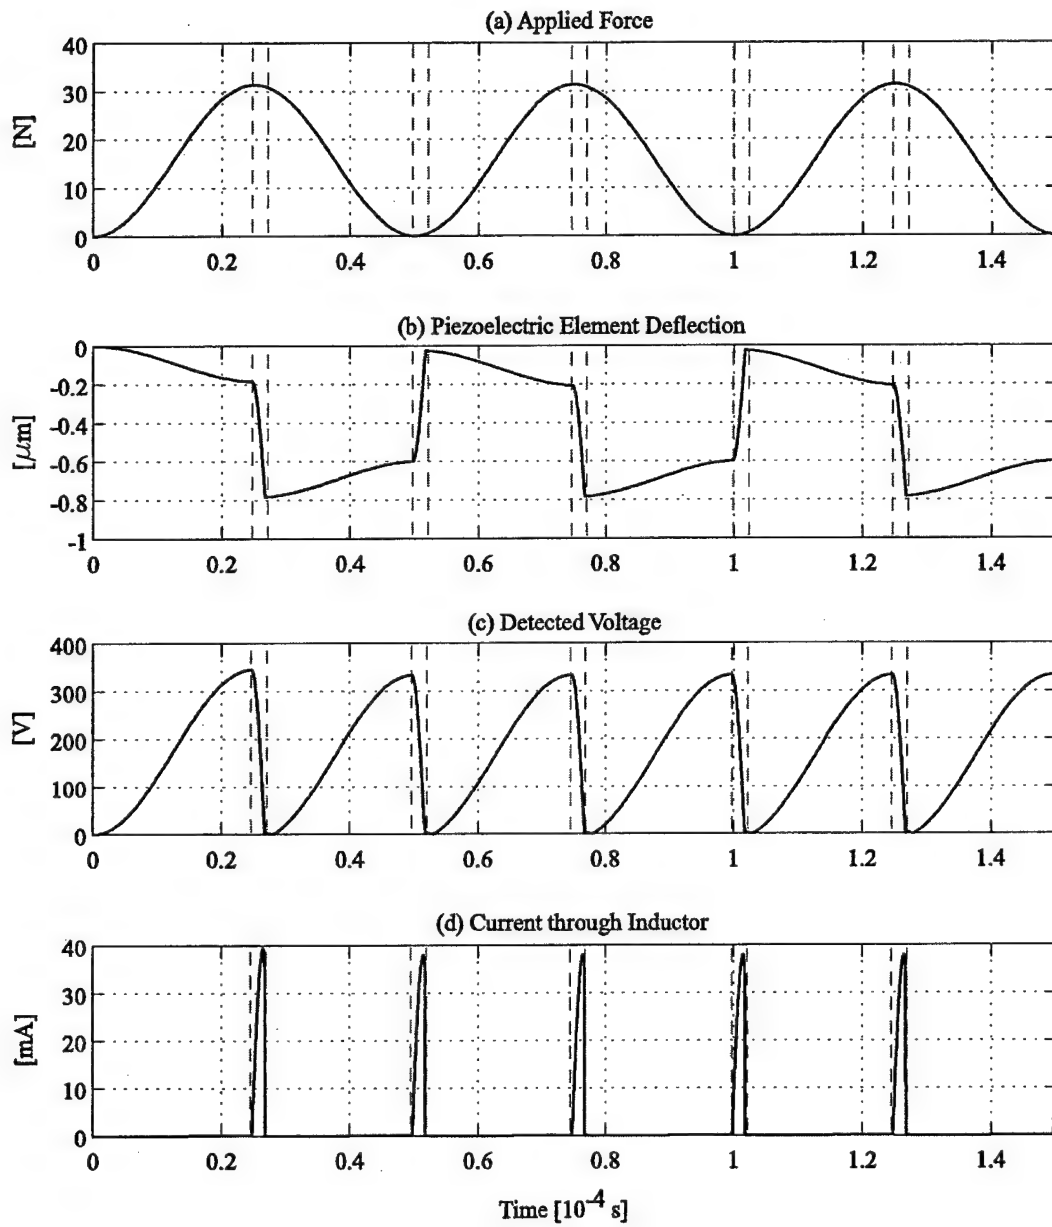 (a) Applied Force
40
30
20
10
0
[N]
0 0.2 0.4 0.6 0.8 1 1.2 1.4
(b) Piezoelectric Element Deflection
0
-0.2
-0.4
-0.6
-0.8
-1
[μm]
0 0.2 0.4 0.6 0.8 1 1.2 1.4
(c) Detected Voltage
400
300
200
100
0
[V]
0 0.2 0.4 0.6 0.8 1 1.2 1.4
(d) Current through Inductor
40
30
20
10
0
[mA]
0 0.2 0.4 0.6 0.8 1 1.2 1.4
Time [10⁻⁴ s]